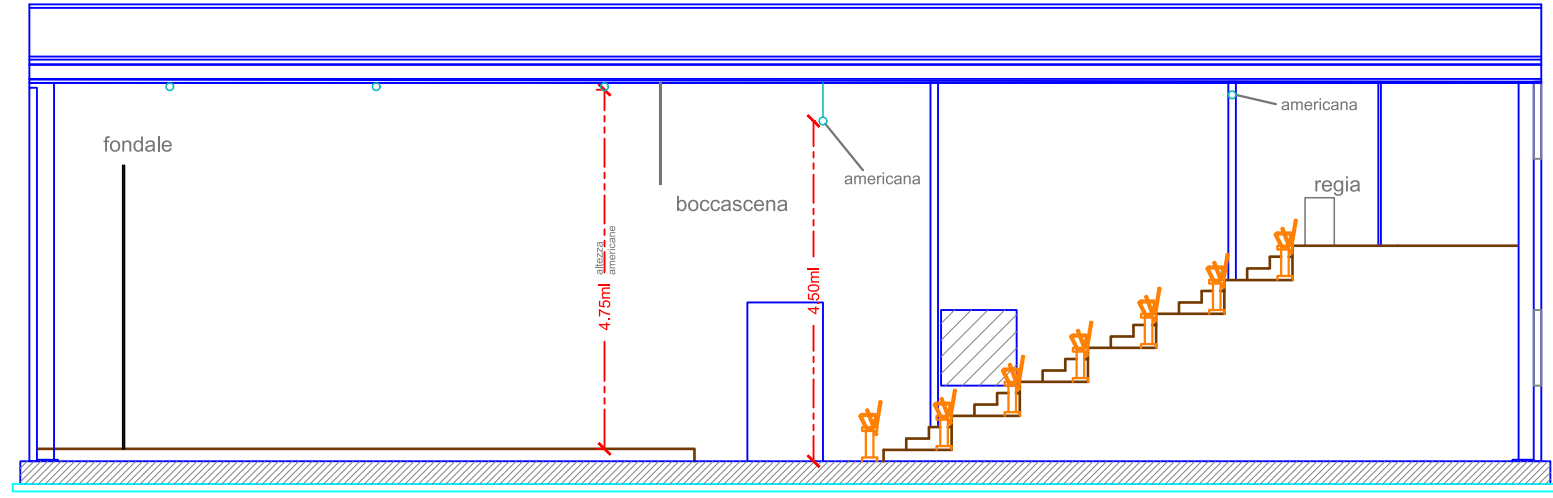 fondale
americana
americana
regia
boccascena
altezza
americane
4.75ml
4.50ml